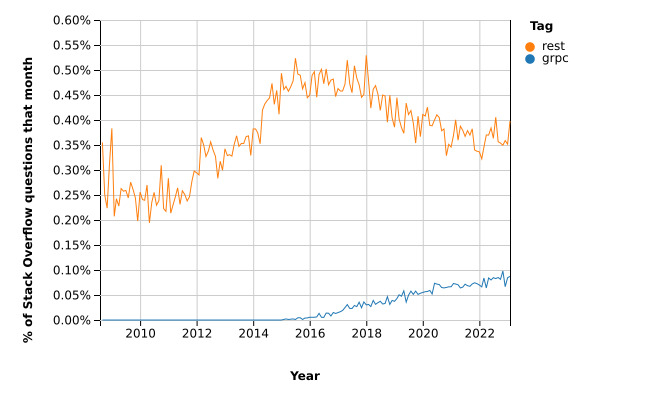 % of Stack Overflow questions that month
0.60%
0.55%
0.50%
0.45%
0.40%
0.35%
0.30%
0.25%
0.20%
0.15%
0.10%
0.05%
0.00%
2010 2012 2014 2016 2018 2020 2022
Year
Tag
rest
grpc